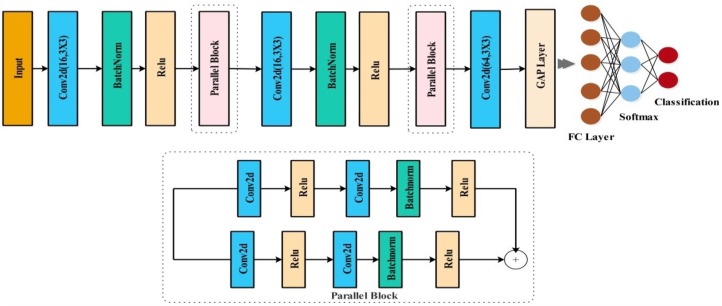 Input
Conv2d(16,3X3)
BatchNorm
Relu
Parallel Block
Conv2d(16,3X3)
BatchNorm
Relu
Parallel Block
Conv2d(64,3X3)
GAP Layer
FC Layer
Softmax
Classification
Conv2d
Relu
Conv2d
Batchnorm
Relu
+
Conv2d
Relu
Conv2d
Batchnorm
Relu
Parallel Block